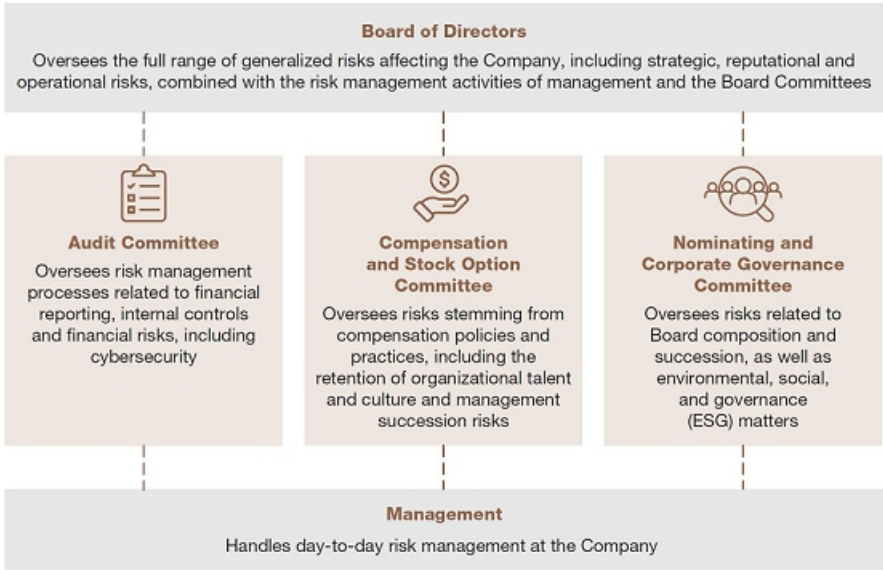 Board of Directors
Oversees the full range of generalized risks affecting the Company, including strategic, reputational and
operational risks, combined with the risk management activities of management and the Board Committees
Audit Committee
Oversees risk management
processes related to financial
reporting, internal controls
and financial risks, including
cybersecurity
$
Compensation
and Stock Option
Committee
Oversees risks stemming from
compensation policies and
practices, including the
retention of organizational talent
and culture and management
succession risks
Nominating and
Corporate Governance
Committee
Oversees risks related to
Board composition and
succession, as well as
environmental, social,
and governance
(ESG) matters
Management
Handles day-to-day risk management at the Company